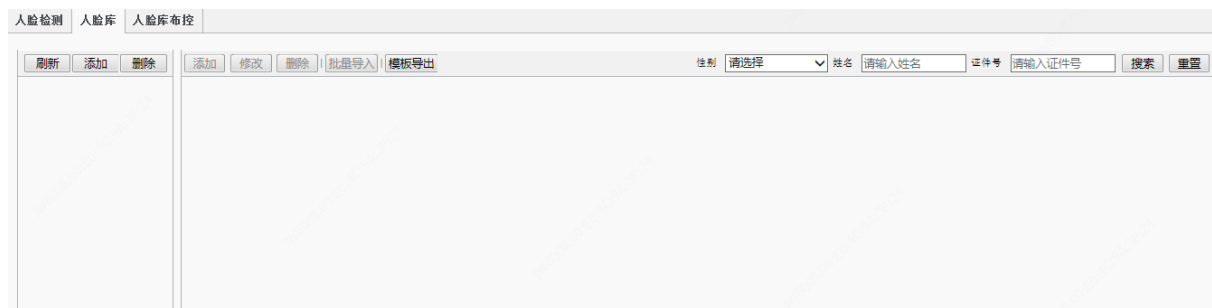 人脸检测 人脸库 人脸库布控
刷新 添加 删除 添加 修改 删除 批量导入 模板导出 性别 请选择 姓名 请输入姓名 证件号 请输入证件号 搜索 重置